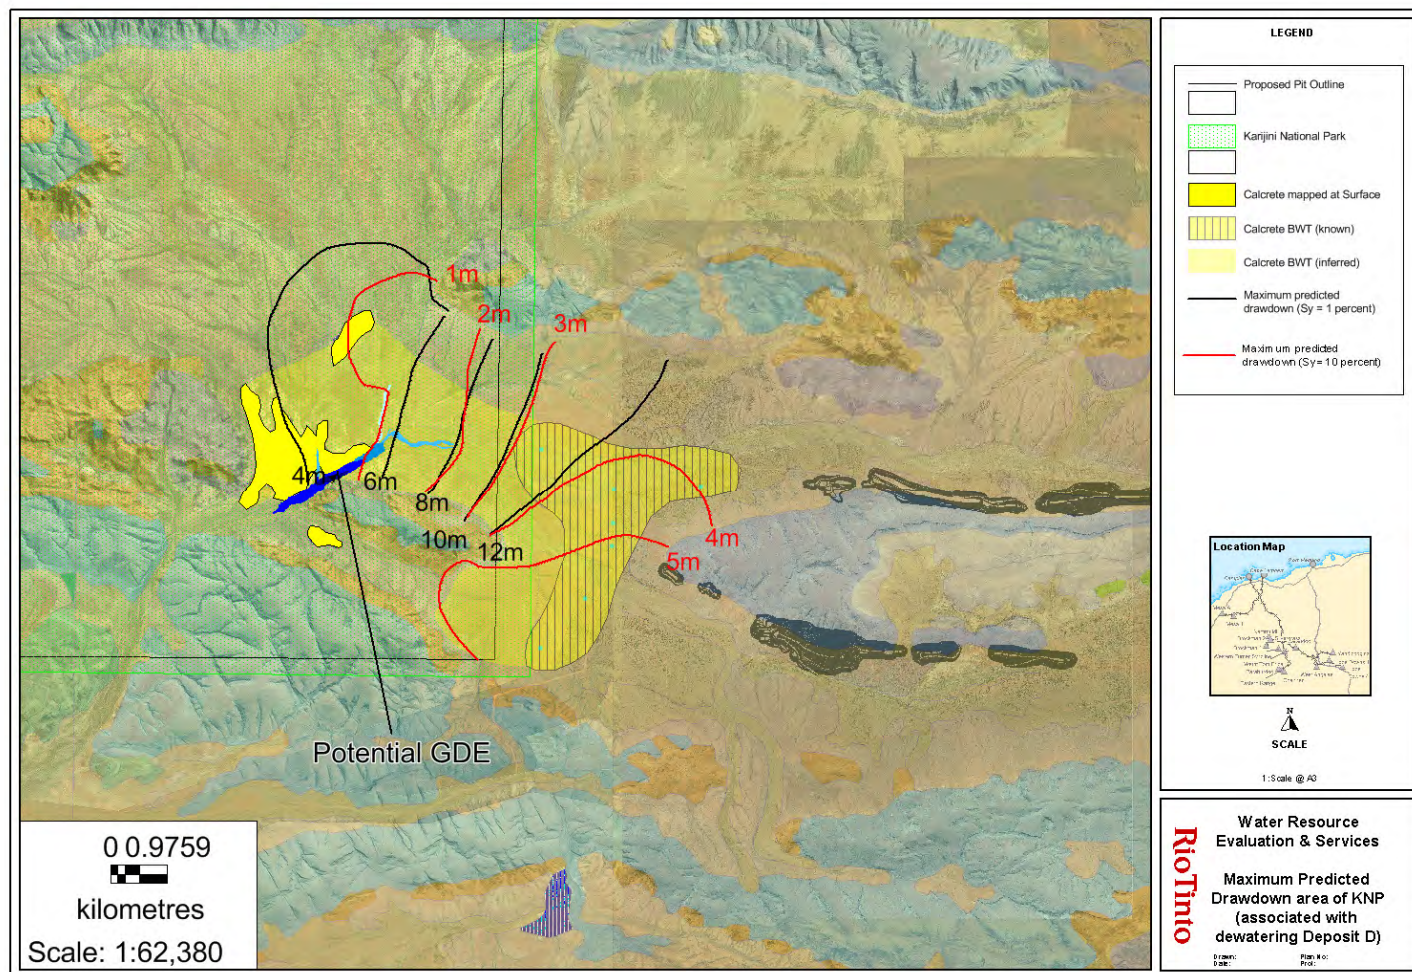 1m
2m
3m
4m
6m
8m
10m
12m
4m
5m
Potential GDE
0 0.9759
kilometres
Scale: 1:62,380
LEGEND
Proposed Pit Outline
Karijini National Park
Calcrete mapped at Surface
Calcrete BWT (known)
Calcrete BWT (inferred)
Maximum predicted
drawdown (Sy = 1 percent)
Maximum predicted
drawdown (Sy= 10 percent)
Location Map
N
SCALE
1:Scale @ A3
RioTinto
Water Resource
Evaluation & Services
Maximum Predicted
Drawdown area of KNP
(associated with
dewatering Deposit D)
Drawn:
Plan No:
Date:
Proj: